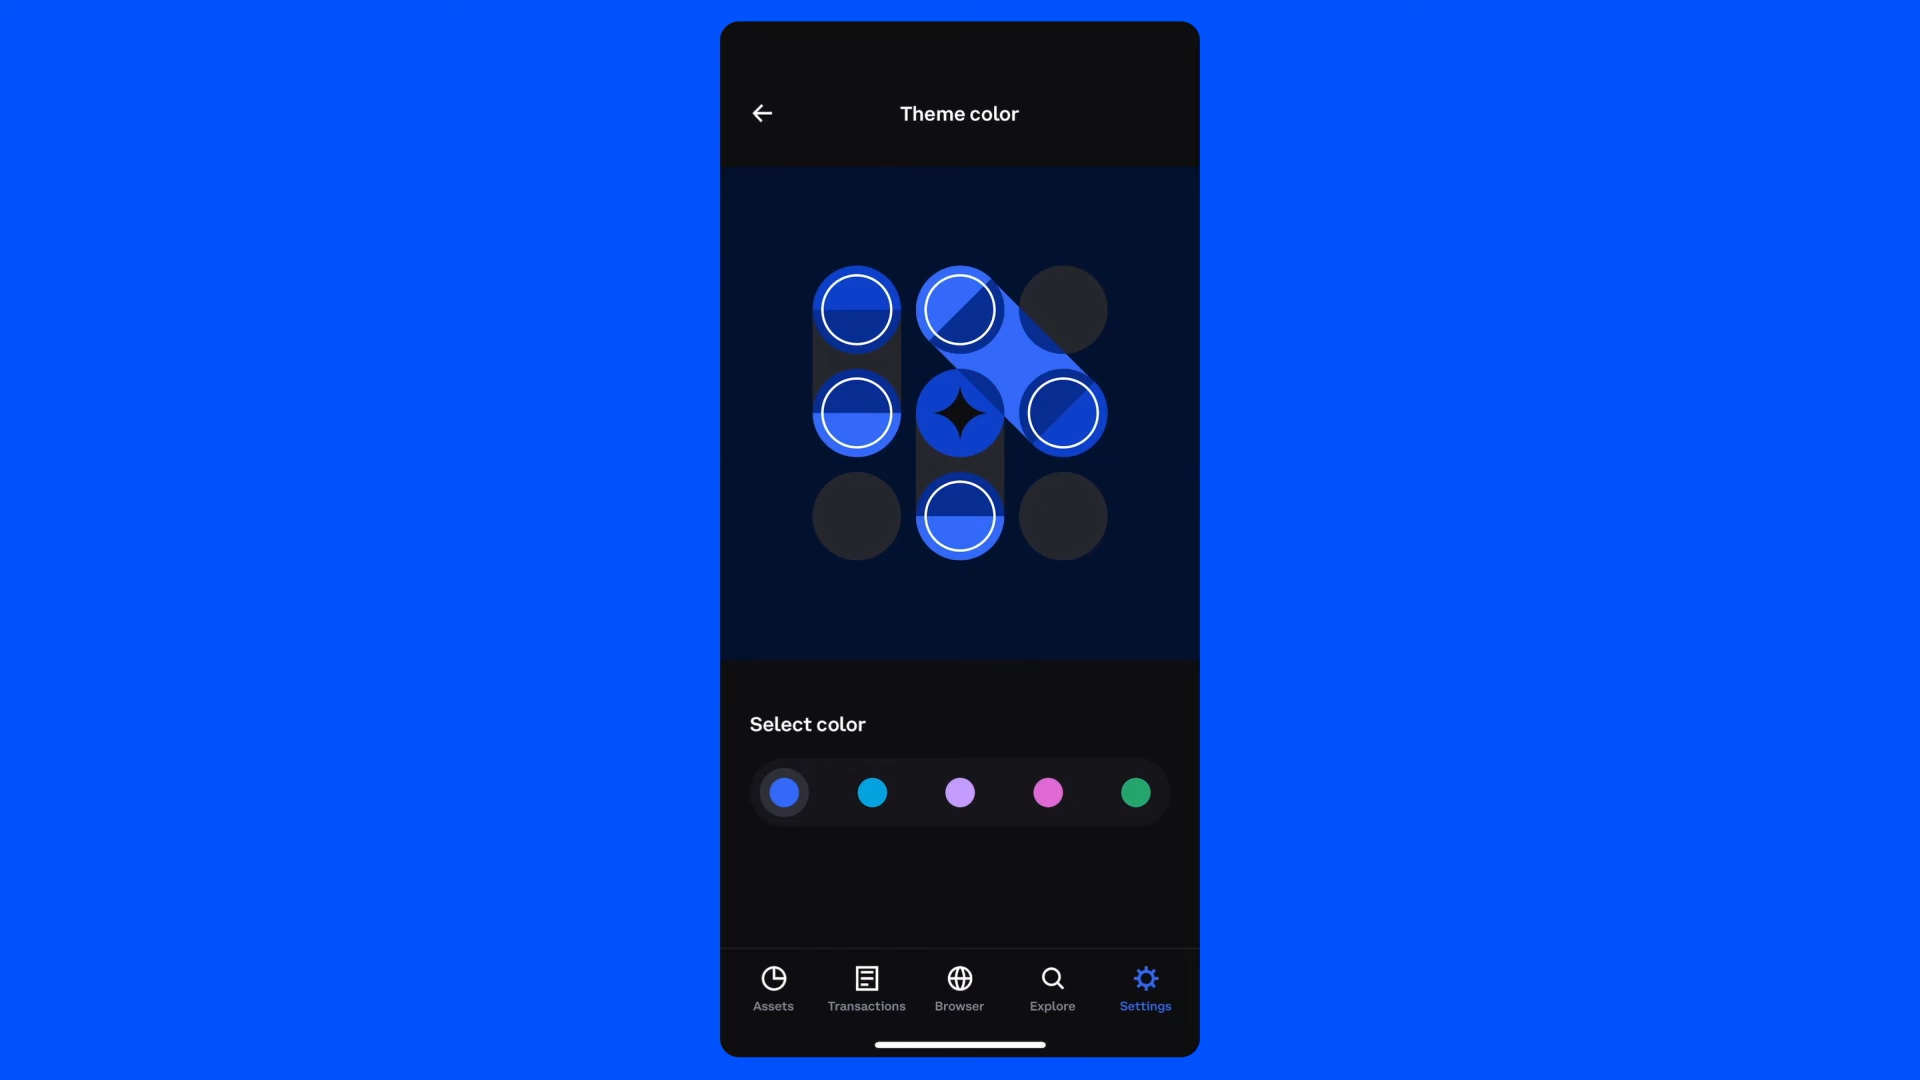 Theme color
Select color
Assets
Transactions
Browser
Explore
Settings